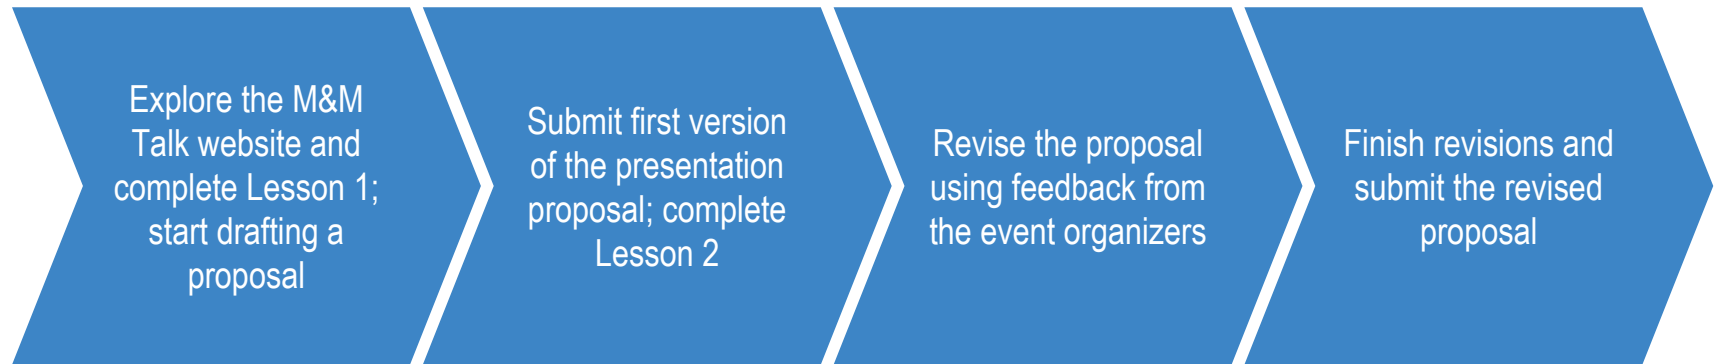 Explore the M&M
Talk website and
complete Lesson 1;
start drafting a
proposal
Submit first version
of the presentation
proposal; complete
Lesson 2
Revise the proposal
using feedback from
the event organizers
Finish revisions and
submit the revised
proposal